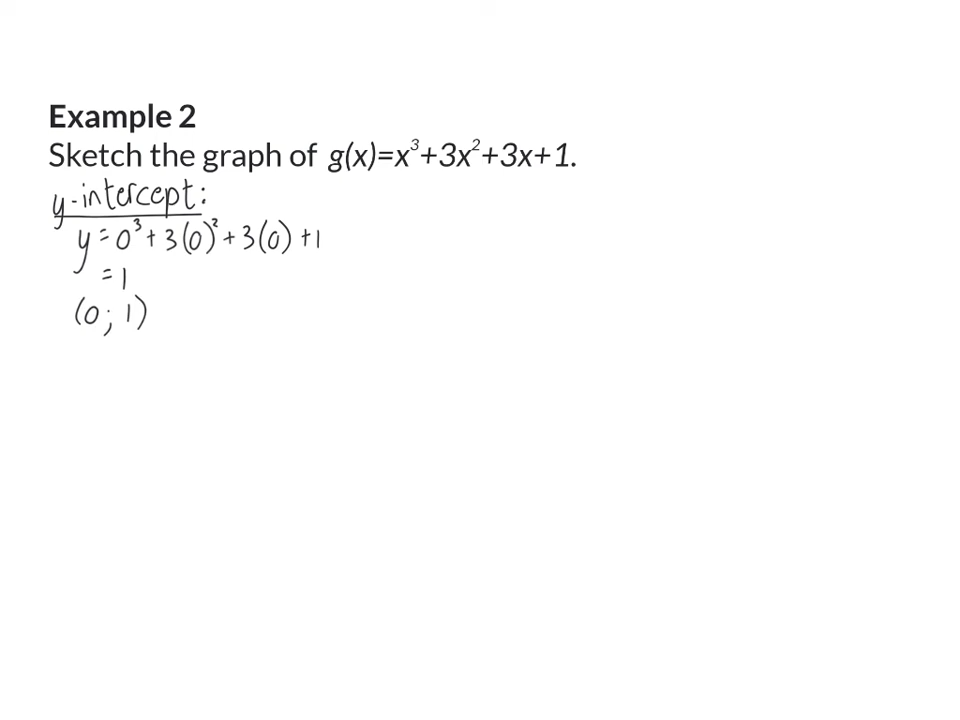 Example 2
Sketch the graph of g(x)=x³+3x²+3x+1.
y-intercept:
y = 0³ + 3(0)² + 3(0) + 1
= 1
(0; 1)